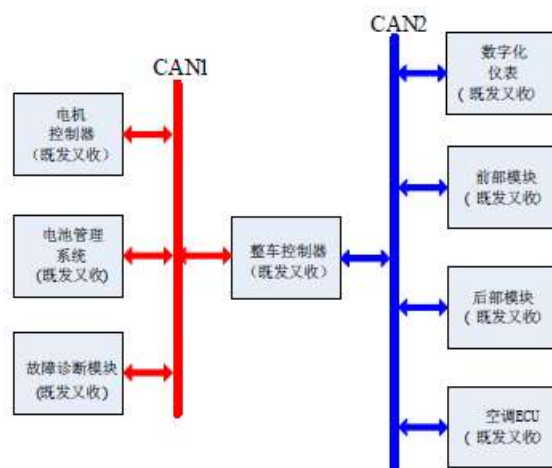 CAN1
CAN2
电机
控制器
（既发又收）
电池管理
系统
(既发又收)
故障诊断模块
(既发又收)
整车控制器
（既发又收）
数字化
仪表
( 既发又收)
前部模块
( 既发又收)
后部模块
( 既发又收)
空调ECU
( 既发又收)